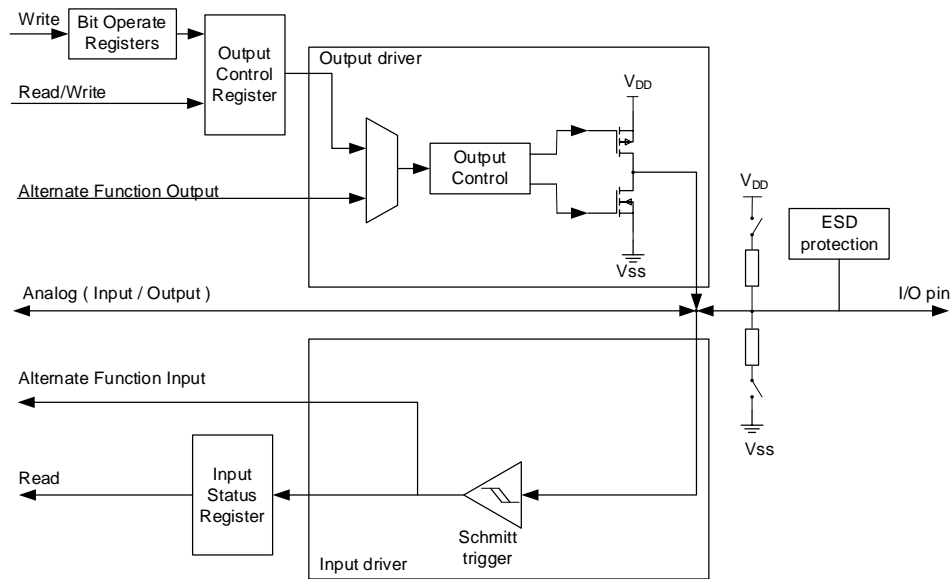 Write
Bit Operate
Registers
Read/Write
Output
Control
Register
Output driver
VDD
Output
Control
Alternate Function Output
Vss
VDD
ESD
protection
Analog ( Input / Output )
I/O pin
Alternate Function Input
Vss
Read
Input
Status
Register
Schmitt
trigger
Input driver